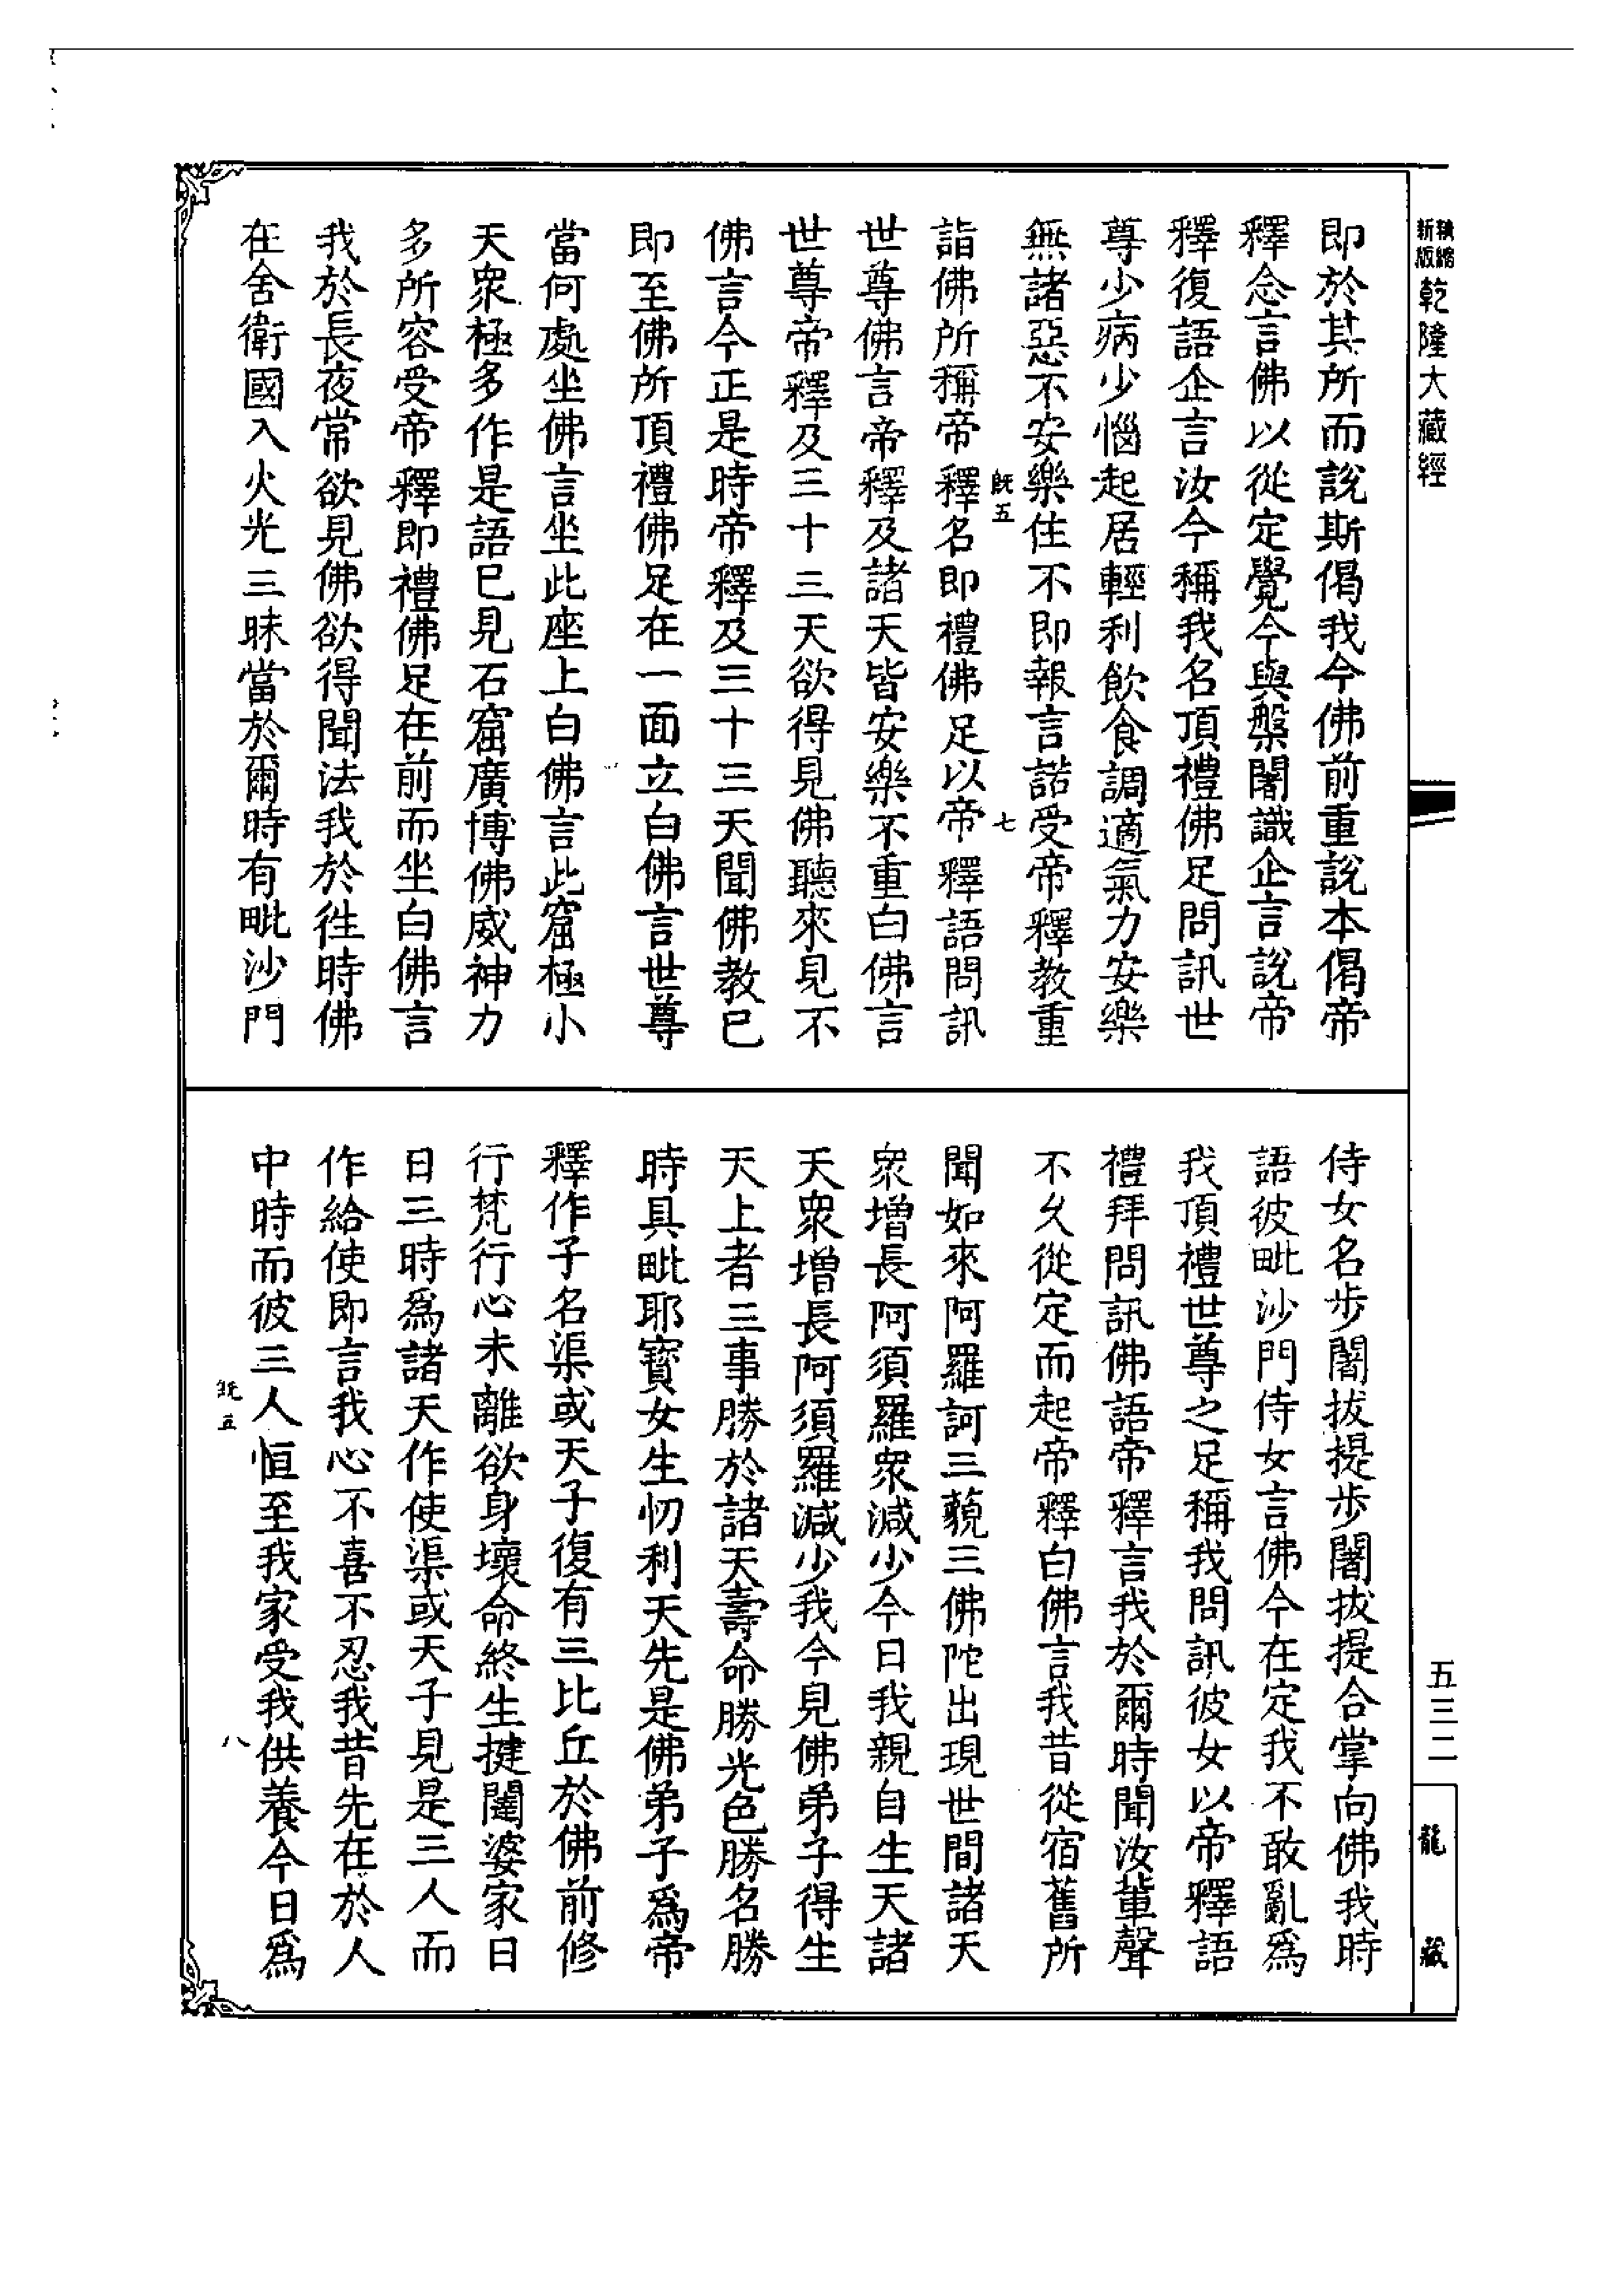 新版 精縮 乾隆大藏經
即於其所而說斯偈我今佛前重說本偈帝
釋念言佛以從定覺今與槃闍識企言說帝
釋復語企言汝今稱我名頂禮佛足問訊世
尊少病少惱起居輕利飲食調適氣力安樂
無諸惡不安樂住不即報言諾受帝釋教重
既五 七
詣佛所稱帝釋名即禮佛足以帝釋語問訊
世尊佛言帝釋及諸天皆安樂不重白佛言
世尊帝釋及三十三天欲得見佛聽來見不
佛言今正是時帝釋及三十三天聞佛教已
即至佛所頂禮佛足在一面立白佛言世尊
當何處坐佛言坐此座上白佛言此窟極小
天眾極多作是語已見石窟廣博佛威神力
多所容受帝釋即禮佛足在前而坐白佛言
我於長夜常欲見佛欲得聞法我於往時佛
在舍衛國入火光三昧當於爾時有毗沙門
侍女名步闍拔提步闍拔提合掌向佛我時
語彼毗沙門侍女言佛今在定我不敢亂為
我頂禮世尊之足稱我問訊彼女以帝釋語
禮拜問訊佛語帝釋言我於爾時聞汝輩聲
不久從定而起帝釋白佛言我昔從宿舊所
聞如來阿羅訶三藐三佛陀出現世間諸天
眾增長阿須羅眾減少今日我親自生天諸
天眾增長阿須羅減少我今見佛弟子得生
天上者三事勝於諸天壽命勝光色勝名勝
時具毗耶寶女生忉利天先是佛弟子為帝
釋作子名渠或天子復有三比丘於佛前修
行梵行心未離欲身壞命終生揵闥婆家日
日三時為諸天作使渠或天子見是三人而
作給使即言我心不喜不忍我昔先在於人
中時而彼三人恒至我家受我供養今日為
既五 八
五三二
龍藏